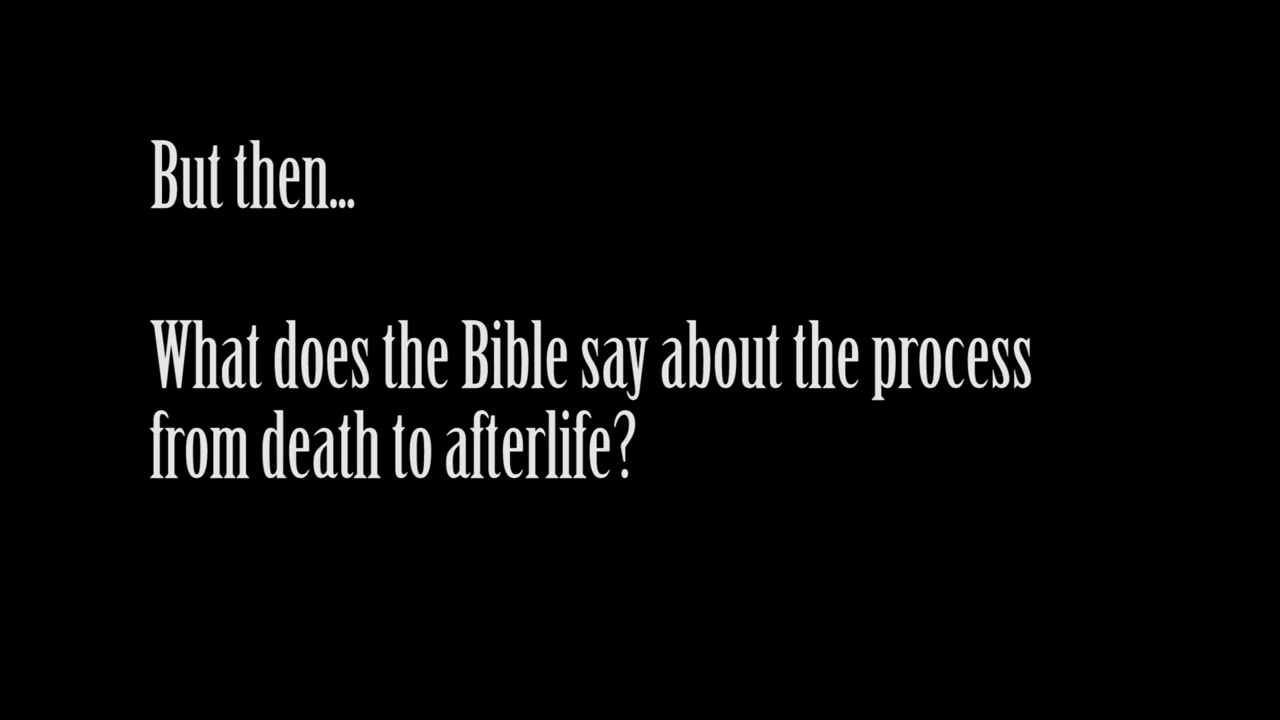 But then...
What does the Bible say about the process
from death to afterlife?